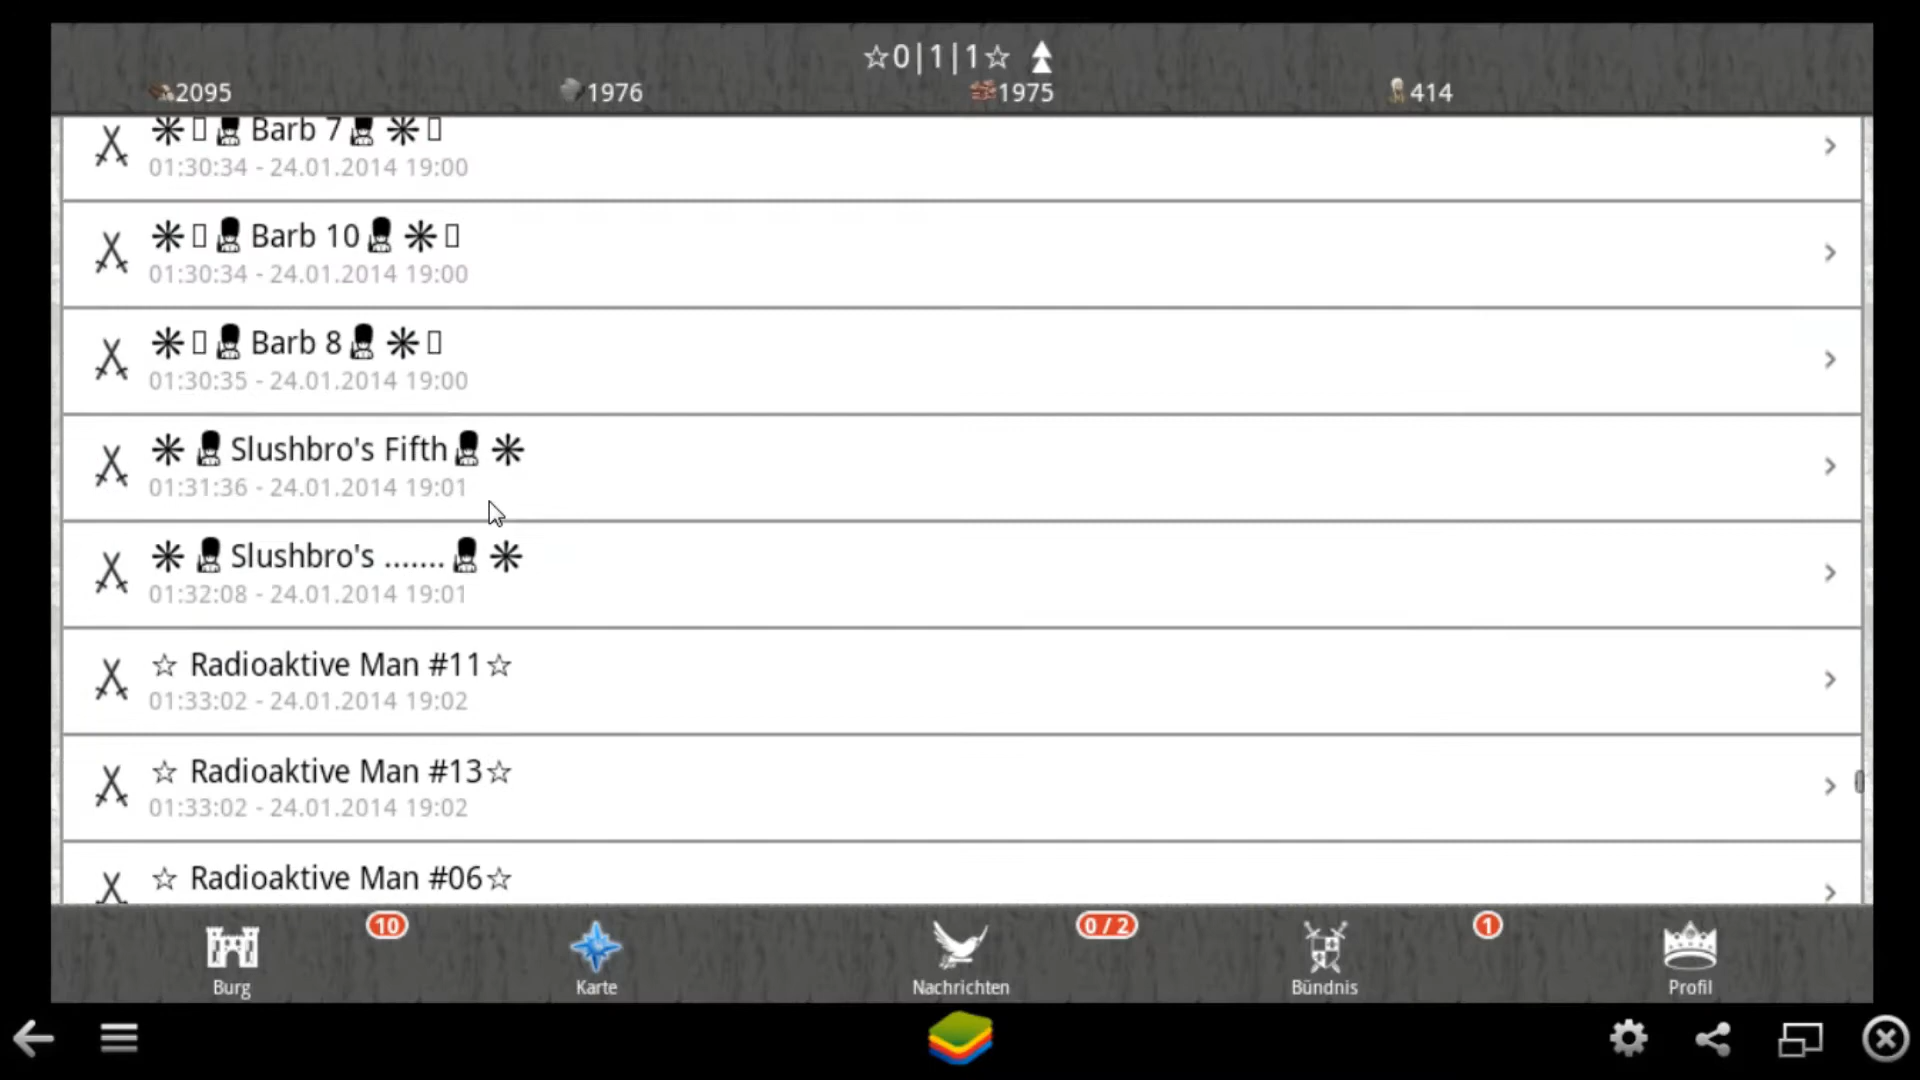 ☆0|1|1☆
2095 1976 1975 414
Barb 7
01:30:34 - 24.01.2014 19:00
Barb 10
01:30:34 - 24.01.2014 19:00
Barb 8
01:30:35 - 24.01.2014 19:00
Slushbro's Fifth
01:31:36 - 24.01.2014 19:01
Slushbro's .......
01:32:08 - 24.01.2014 19:01
☆ Radioaktive Man #11☆
01:33:02 - 24.01.2014 19:02
☆ Radioaktive Man #13☆
01:33:02 - 24.01.2014 19:02
☆ Radioaktive Man #06☆
10 0 / 2 1
Burg Karte Nachrichten Bündnis Profil